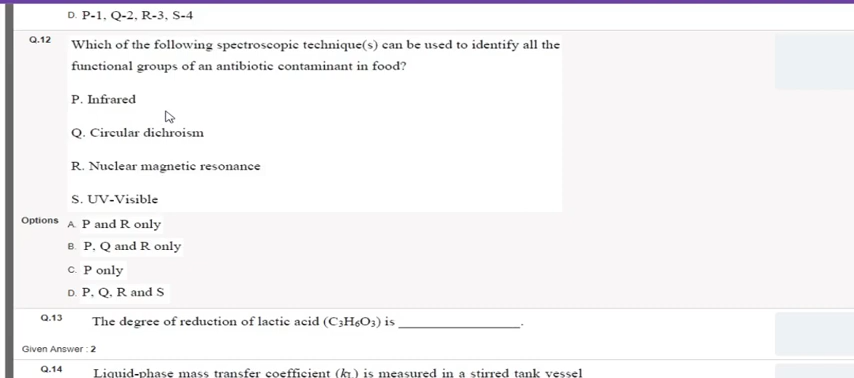 D. P-1, Q-2, R-3, S-4
Q.12 Which of the following spectroscopic technique(s) can be used to identify all the
functional groups of an antibiotic contaminant in food?
P. Infrared
Q. Circular dichroism
R. Nuclear magnetic resonance
S. UV-Visible
Options A. P and R only
B. P, Q and R only
C. P only
D. P, Q, R and S
Q.13 The degree of reduction of lactic acid (C₃H₆O₃) is ________________.
Given Answer : 2
Q.14 Liquid-phase mass transfer coefficient (kL) is measured in a stirred tank vessel